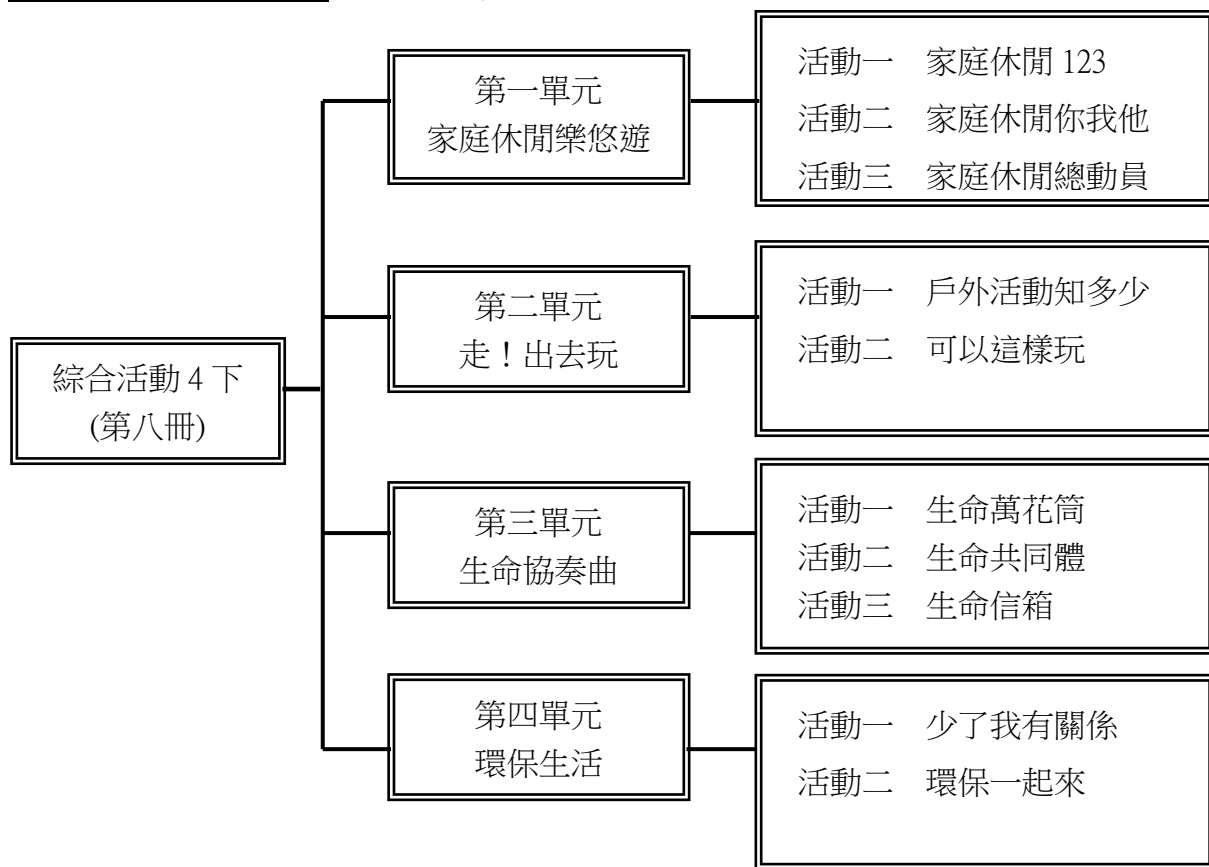 綜合活動 4 下
(第八冊)
第一單元
家庭休閒樂悠遊
活動一　家庭休閒 123
活動二　家庭休閒你我他
活動三　家庭休閒總動員
第二單元
走！出去玩
活動一　戶外活動知多少
活動二　可以這樣玩
第三單元
生命協奏曲
活動一　生命萬花筒
活動二　生命共同體
活動三　生命信箱
第四單元
環保生活
活動一　少了我有關係
活動二　環保一起來